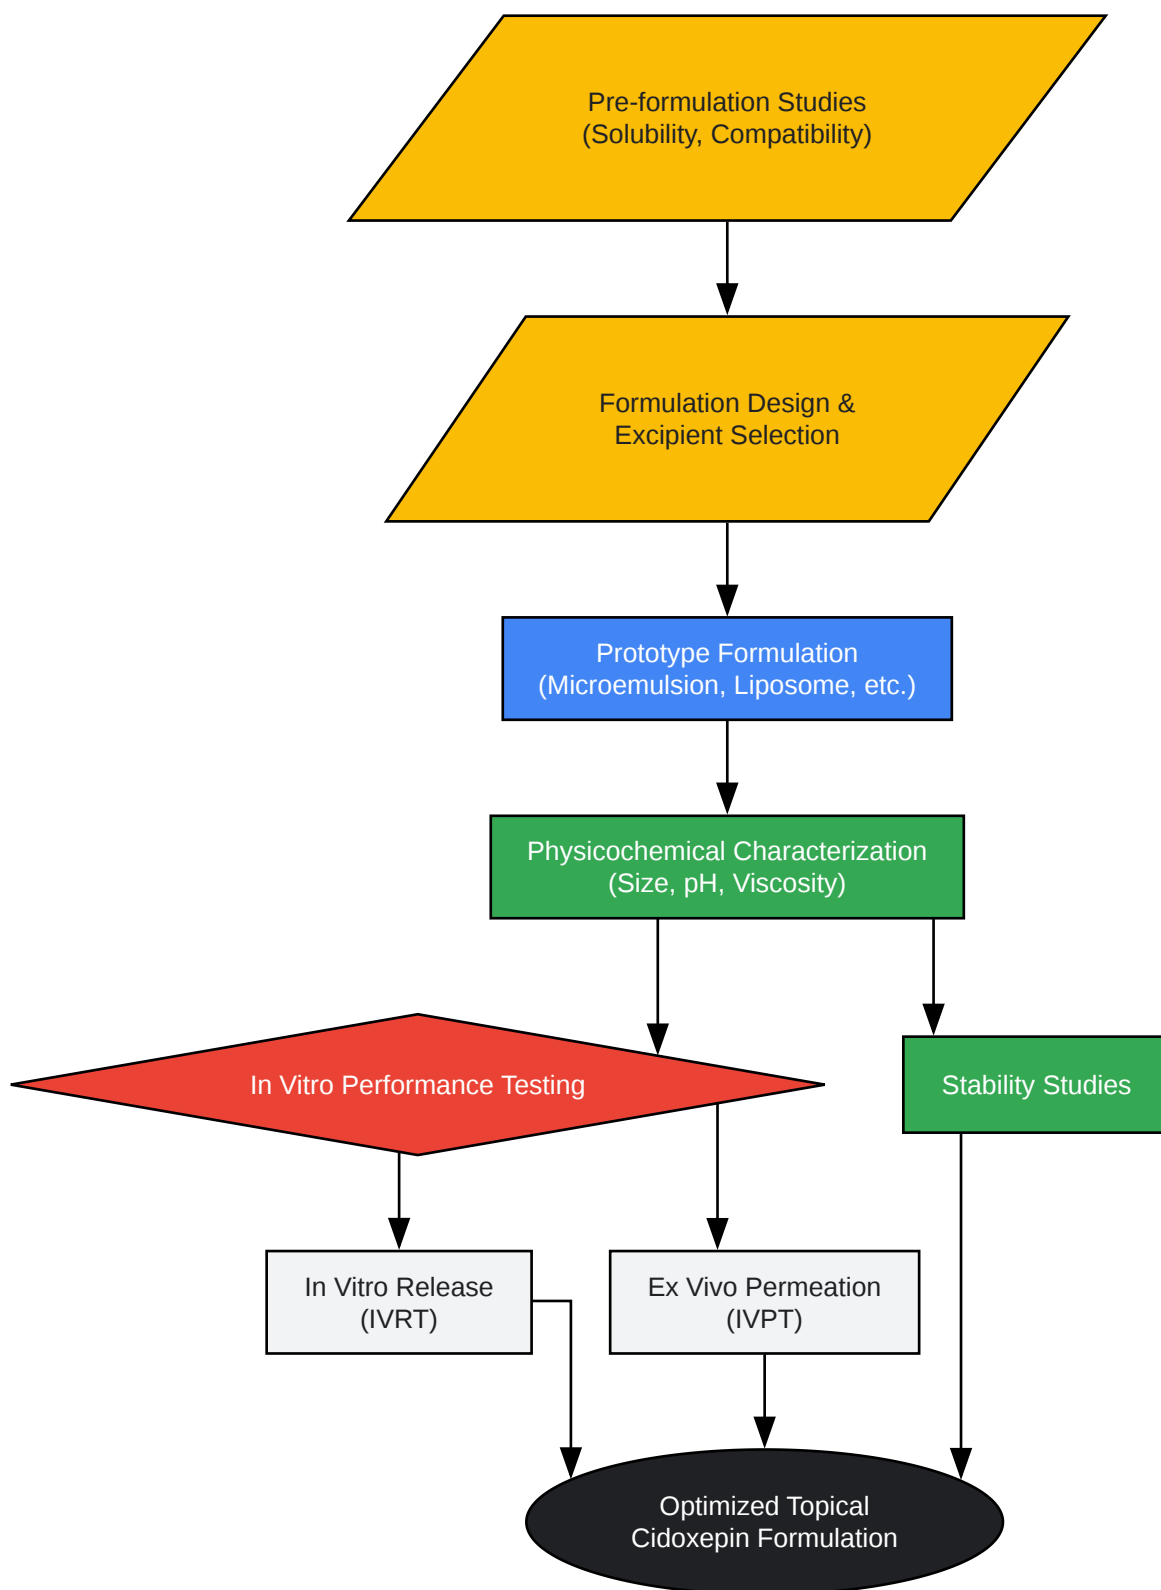 Pre-formulation Studies
(Solubility, Compatibility)
Formulation Design &
Excipient Selection
Prototype Formulation
(Microemulsion, Liposome, etc.)
Physicochemical Characterization
(Size, pH, Viscosity)
In Vitro Performance Testing
Stability Studies
In Vitro Release
(IVRT)
Ex Vivo Permeation
(IVPT)
Optimized Topical
Cidoxepin Formulation